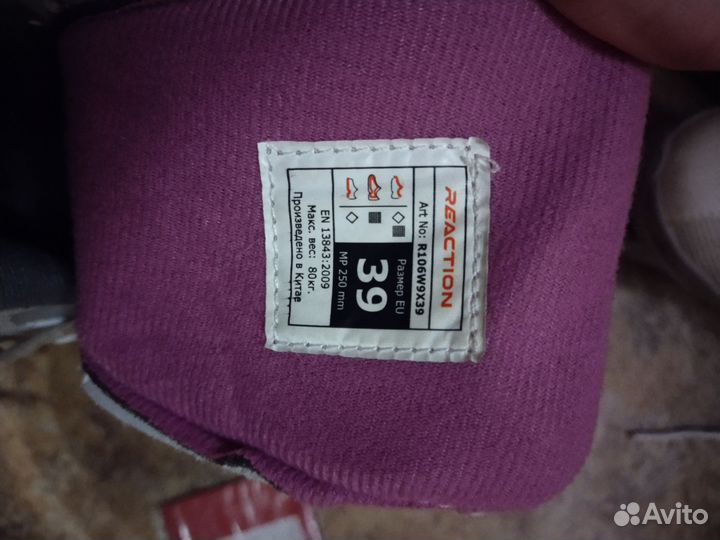 REACTION
Art No: R106W9X39
Размер EU
39
MP 250 mm
EN 13843:2009
Макс. вес: 80кг.
Произведено в Китае
Avito